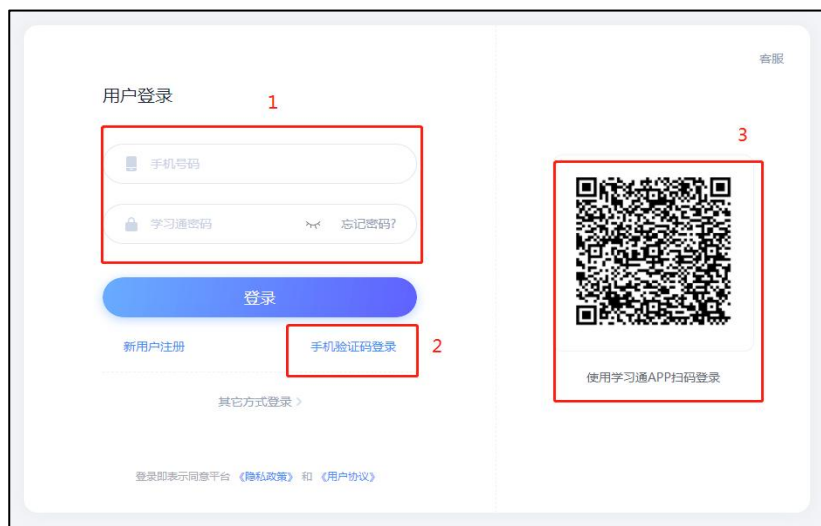 客服
用户登录
1
手机号码
学习通密码
忘记密码?
登录
新用户注册
手机验证码登录
2
其它方式登录 >
登录即表示同意平台 《隐私政策》 和 《用户协议》
3
使用学习通APP扫码登录